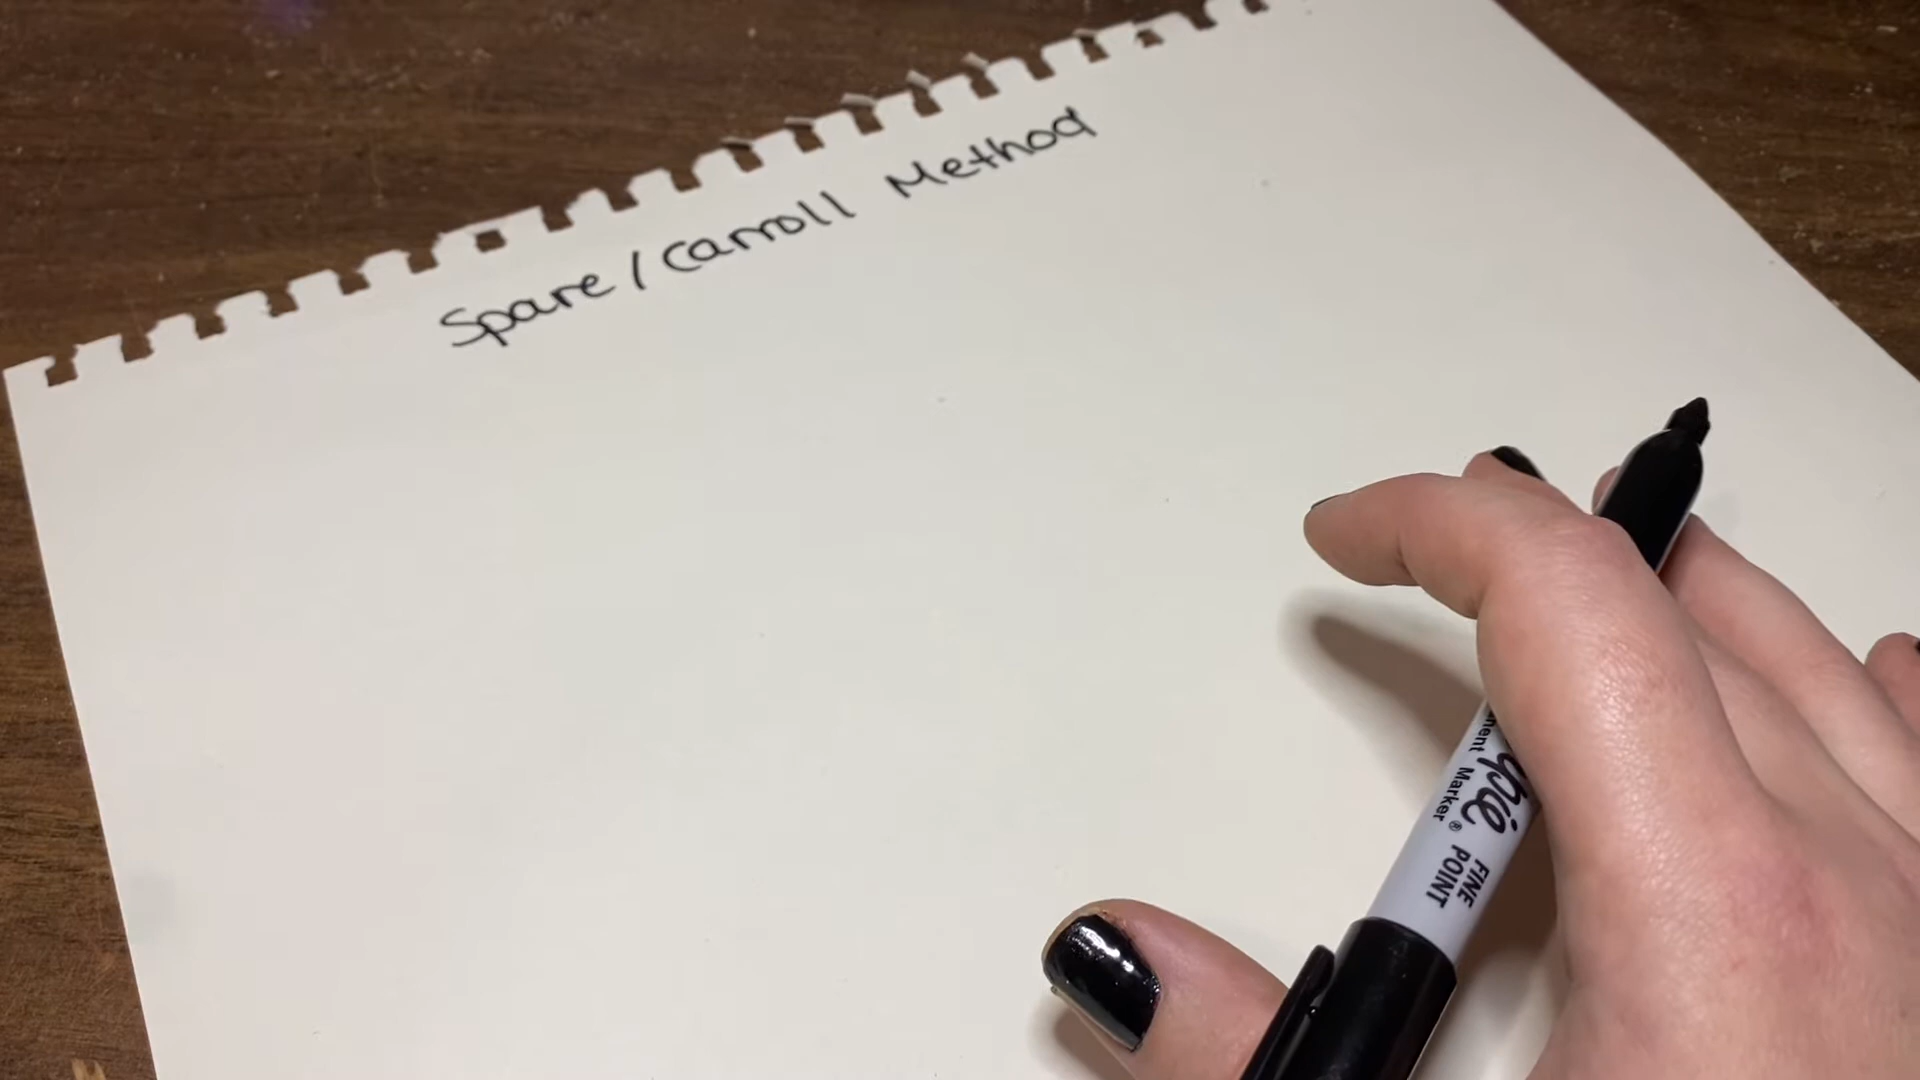 Spare / Carroll Method
Marker®
FINE
POINT